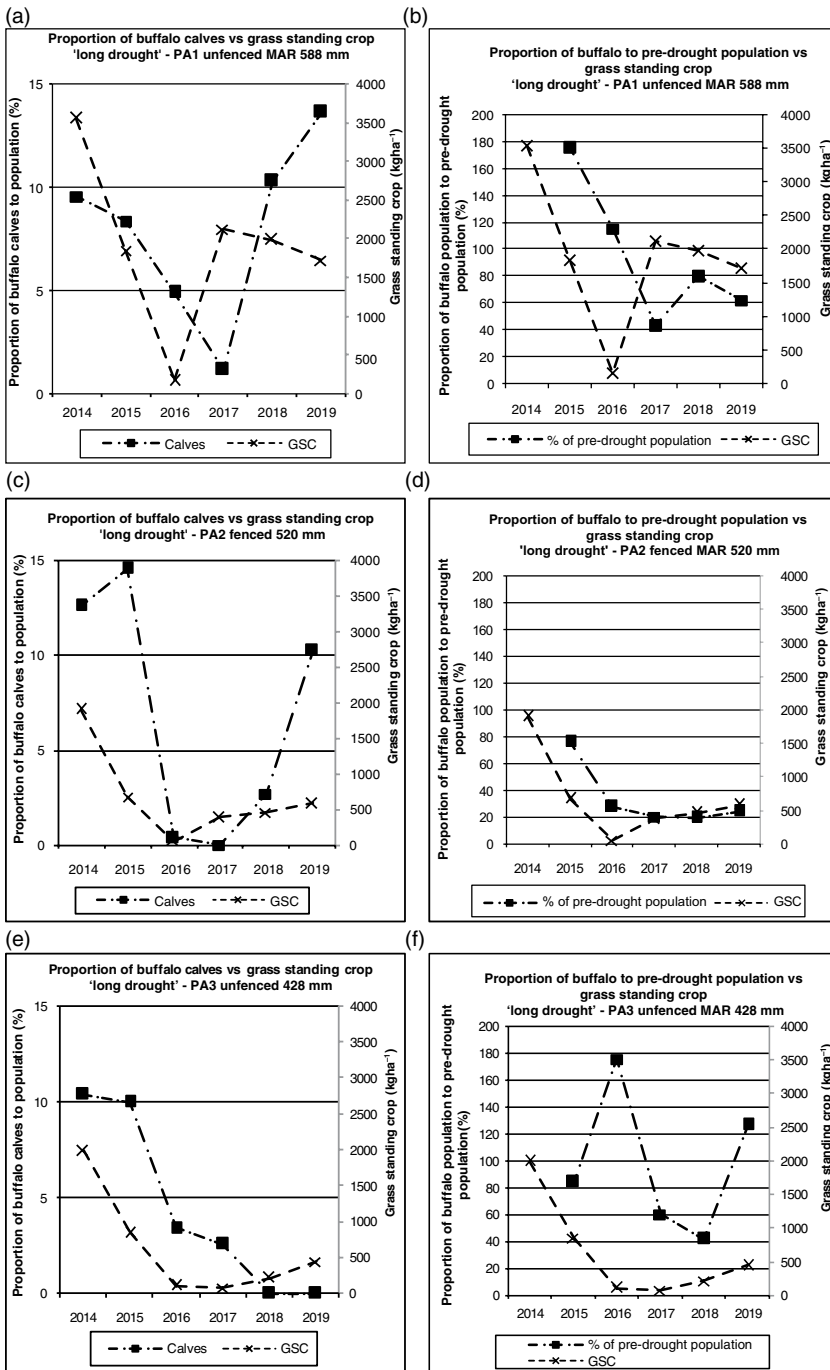 (a)
Proportion of buffalo calves vs grass standing crop
'long drought' - PA1 unfenced MAR 588 mm
Proportion of buffalo calves to population (%)
15
10
5
0
4000
3500
3000
2500
2000
1500
1000
500
0
Grass standing crop (kgha⁻¹)
2014 2015 2016 2017 2018 2019
Calves GSC
(b)
Proportion of buffalo to pre-drought population vs
grass standing crop
'long drought' - PA1 unfenced MAR 588 mm
Proportion of buffalo population to pre-drought
population (%)
200
180
160
140
120
100
80
60
40
20
0
4000
3500
3000
2500
2000
1500
1000
500
0
Grass standing crop (kgha⁻¹)
2014 2015 2016 2017 2018 2019
% of pre-drought population GSC
(c)
Proportion of buffalo calves vs grass standing crop
'long drought' - PA2 fenced 520 mm
Proportion of buffalo calves to population (%)
15
10
5
0
4000
3500
3000
2500
2000
1500
1000
500
0
Grass standing crop (kgha⁻¹)
2014 2015 2016 2017 2018 2019
Calves GSC
(d)
Proportion of buffalo to pre-drought population vs
grass standing crop
'long drought' - PA2 fenced MAR 520 mm
Proportion of buffalo population to pre-drought
population (%)
200
180
160
140
120
100
80
60
40
20
0
4000
3500
3000
2500
2000
1500
1000
500
0
Grass standing crop (kgha⁻¹)
2014 2015 2016 2017 2018 2019
% of pre-drought population GSC
(e)
Proportion of buffalo calves vs grass standing crop
'long drought' - PA3 unfenced 428 mm
Proportion of buffalo calves to population (%)
15
10
5
0
4000
3500
3000
2500
2000
1500
1000
500
0
Grass standing crop (kgha⁻¹)
2014 2015 2016 2017 2018 2019
Calves GSC
(f)
Proportion of buffalo to pre-drought population vs
grass standing crop
'long drought' - PA3 unfenced MAR 428 mm
Proportion of buffalo population to pre-drought
population (%)
200
180
160
140
120
100
80
60
40
20
0
4000
3500
3000
2500
2000
1500
1000
500
0
Grass standing crop (kgha⁻¹)
2014 2015 2016 2017 2018 2019
% of pre-drought population
GSC